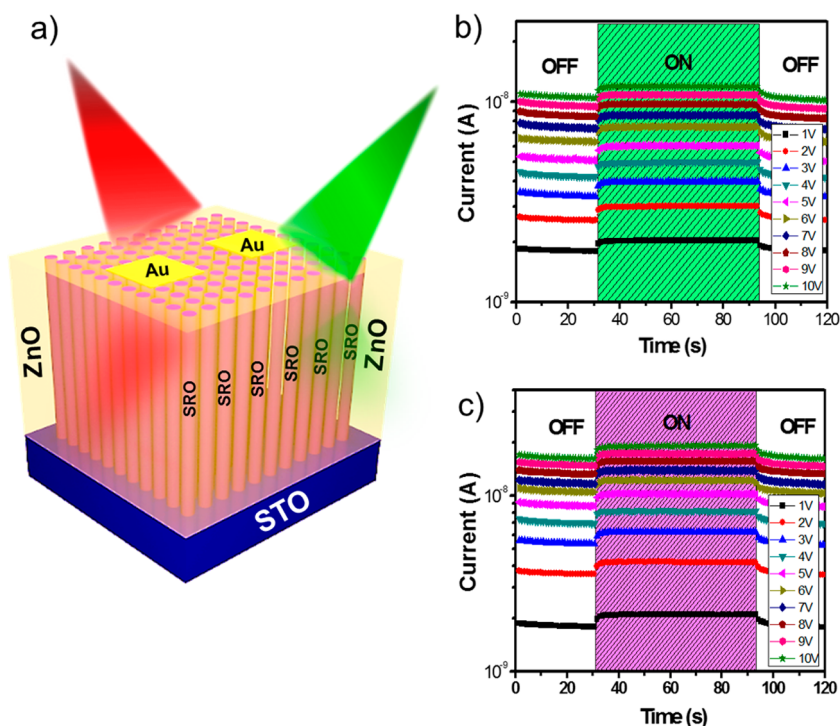 a)
Au
Au
ZnO
SRO
SRO
SRO
SRO
SRO
SRO
ZnO
STO
b)
OFF
ON
OFF
10⁻⁸
10⁻⁹
Current (A)
1V
2V
3V
4V
5V
6V
7V
8V
9V
10V
0 20 40 60 80 100 120
Time (s)
c)
OFF
ON
OFF
10⁻⁸
10⁻⁹
Current (A)
1V
2V
3V
4V
5V
6V
7V
8V
9V
10V
0 20 40 60 80 100 120
Time (s)